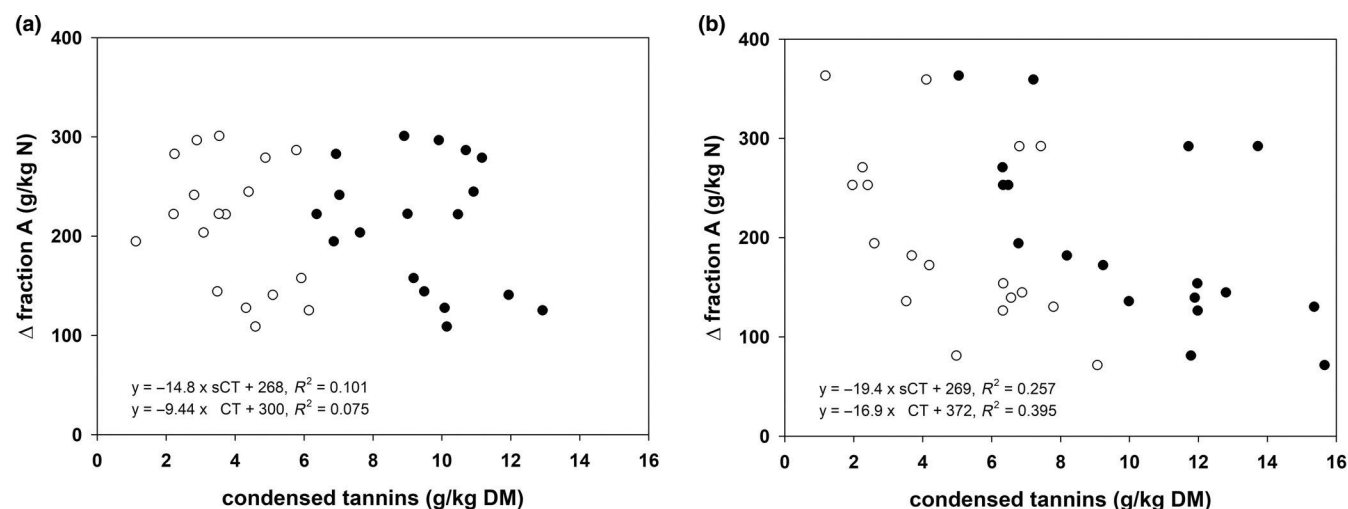 (a)
400
300
200
100
0
Δ fraction A (g/kg N)
y = –14.8 x sCT + 268, R² = 0.101
y = –9.44 x CT + 300, R² = 0.075
0 2 4 6 8 10 12 14 16
condensed tannins (g/kg DM)
(b)
400
300
200
100
0
Δ fraction A (g/kg N)
y = –19.4 x sCT + 269, R² = 0.257
y = –16.9 x CT + 372, R² = 0.395
0 2 4 6 8 10 12 14 16
condensed tannins (g/kg DM)